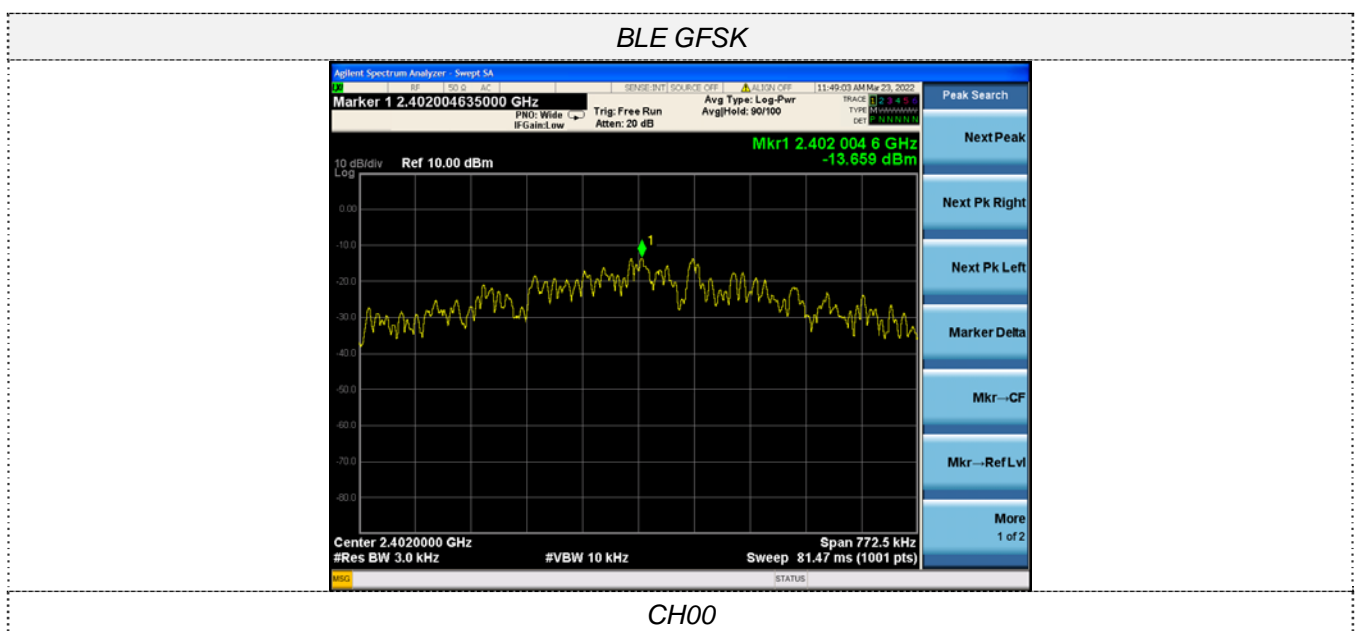 BLE GFSK
Agilent Spectrum Analyzer - Swept SA
RF 50 Ω AC SENSE:INT SOURCE OFF ALIGN OFF 11:49:03 AM Mar 23, 2022
Marker 1 2.402004635000 GHz
PNO: Wide
IFGain:Low
Trig: Free Run
Atten: 20 dB
Avg Type: Log-Pwr
Avg|Hold: 90/100
TRACE 1 2 3 4 5 6
TYPE
DET P N N N N N
Peak Search
Mkr1 2.402 004 6 GHz
-13.659 dBm
10 dB/div Ref 10.00 dBm
Log
0.00
-10.0
-20.0
-30.0
-40.0
-50.0
-60.0
-70.0
-80.0
1
Next Peak
Next Pk Right
Next Pk Left
Marker Delta
Mkr→CF
Mkr→Ref Lvl
More
1 of 2
Center 2.4020000 GHz Span 772.5 kHz
#Res BW 3.0 kHz #VBW 10 kHz Sweep 81.47 ms (1001 pts)
MSG STATUS
CH00